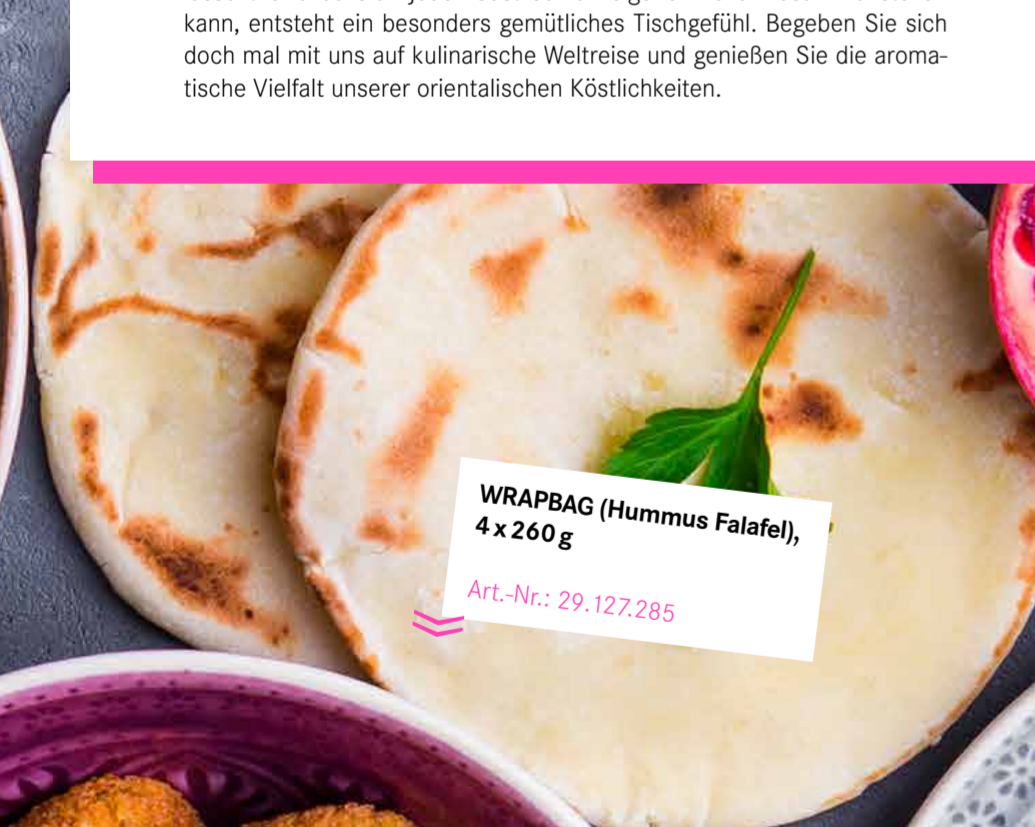 kann, entsteht ein besonders gemütliches Tischgefühl. Begeben Sie sich
doch mal mit uns auf kulinarische Weltreise und genießen Sie die aroma-
tische Vielfalt unserer orientalischen Köstlichkeiten.
WRAPBAG (Hummus Falafel),
4 x 260 g
Art.-Nr.: 29.127.285